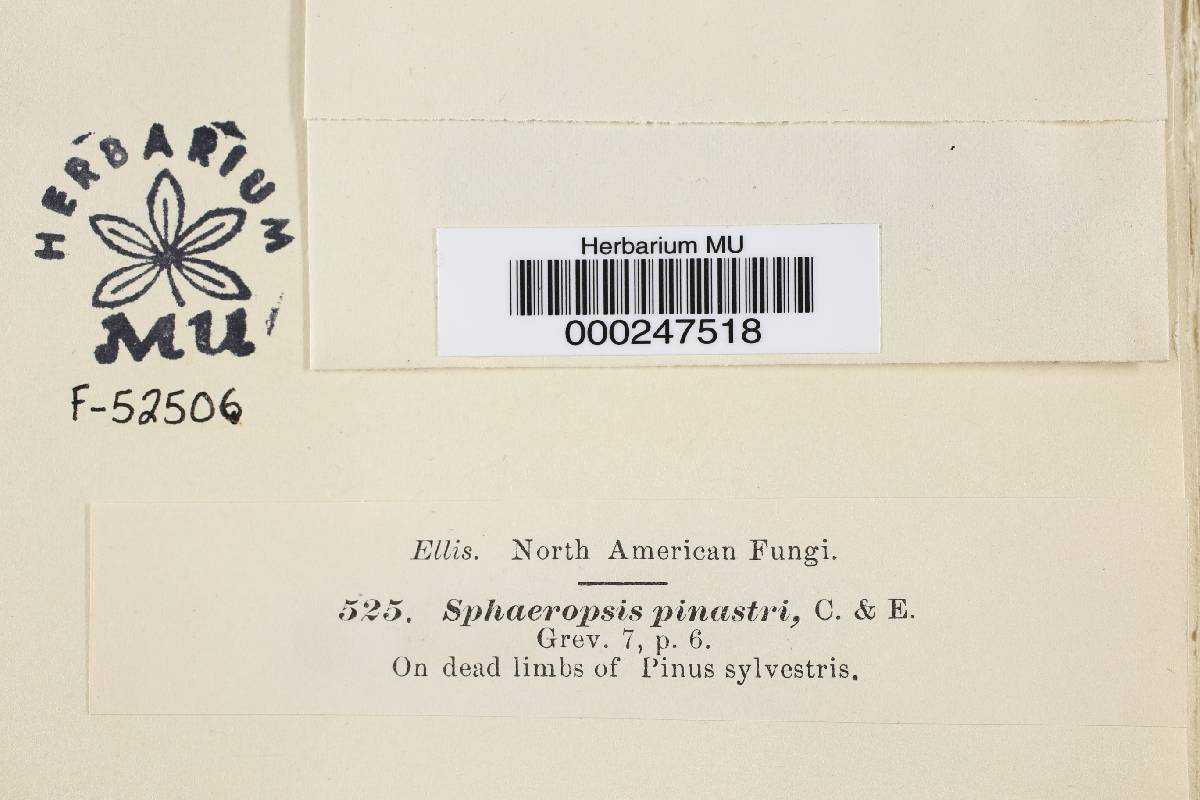 HERBARIUM
MU
F-52506
Herbarium MU
000247518
Ellis. North American Fungi.
525. Sphaeropsis pinastri, C. & E.
Grev. 7, p. 6.
On dead limbs of Pinus sylvestris.